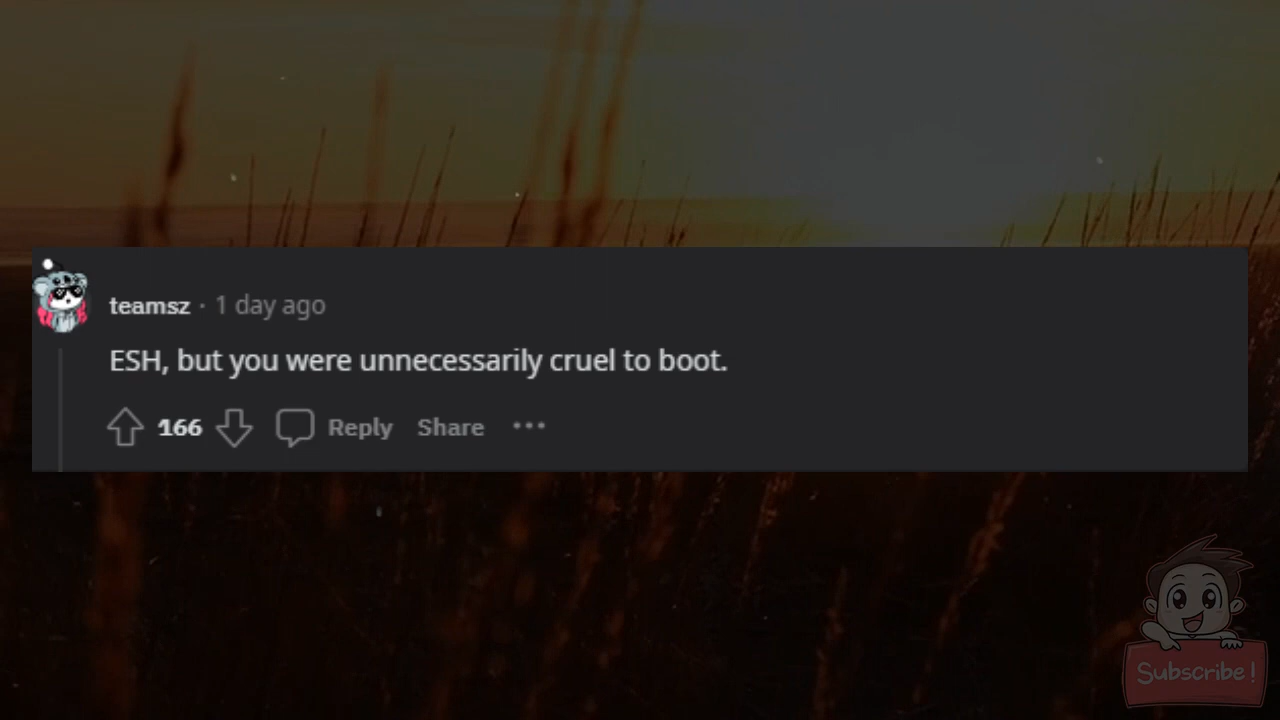 teamsz · 1 day ago
ESH, but you were unnecessarily cruel to boot.
166 Reply Share ···
Subscribe!